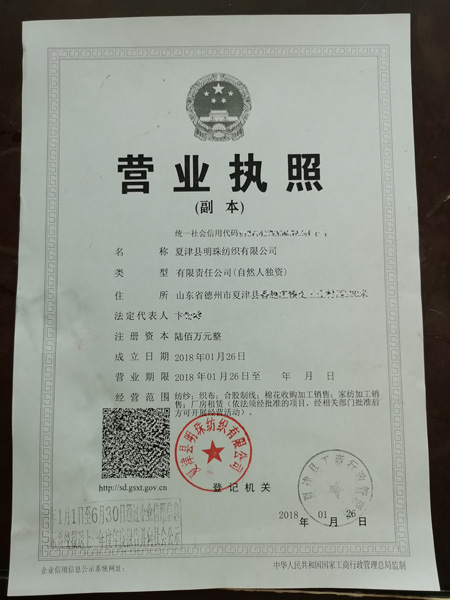 营业执照
(副 本)
统一社会信用代码
名 称 夏津县明珠纺织有限公司
类 型 有限责任公司(自然人独资)
住 所 山东省德州市夏津县
法定代表人 卞
注册资本 陆佰万元整
成立日期 2018年01月26日
营业期限 2018年01月26日至 年 月 日
经营范围 纺纱;织布;合股制线;棉花收购加工销售;家纺加工销
售;厂房租赁(依法须经批准的项目,经相关部门批准后
方可开展经营活动)。
夏津县明珠纺织有限公司
http://sd.gsxt.gov.cn
登记机关
2018 年 01 月 26 日
年1月1日至6月30日
企业信用信息公示系统网址:
中华人民共和国国家工商行政管理总局监制